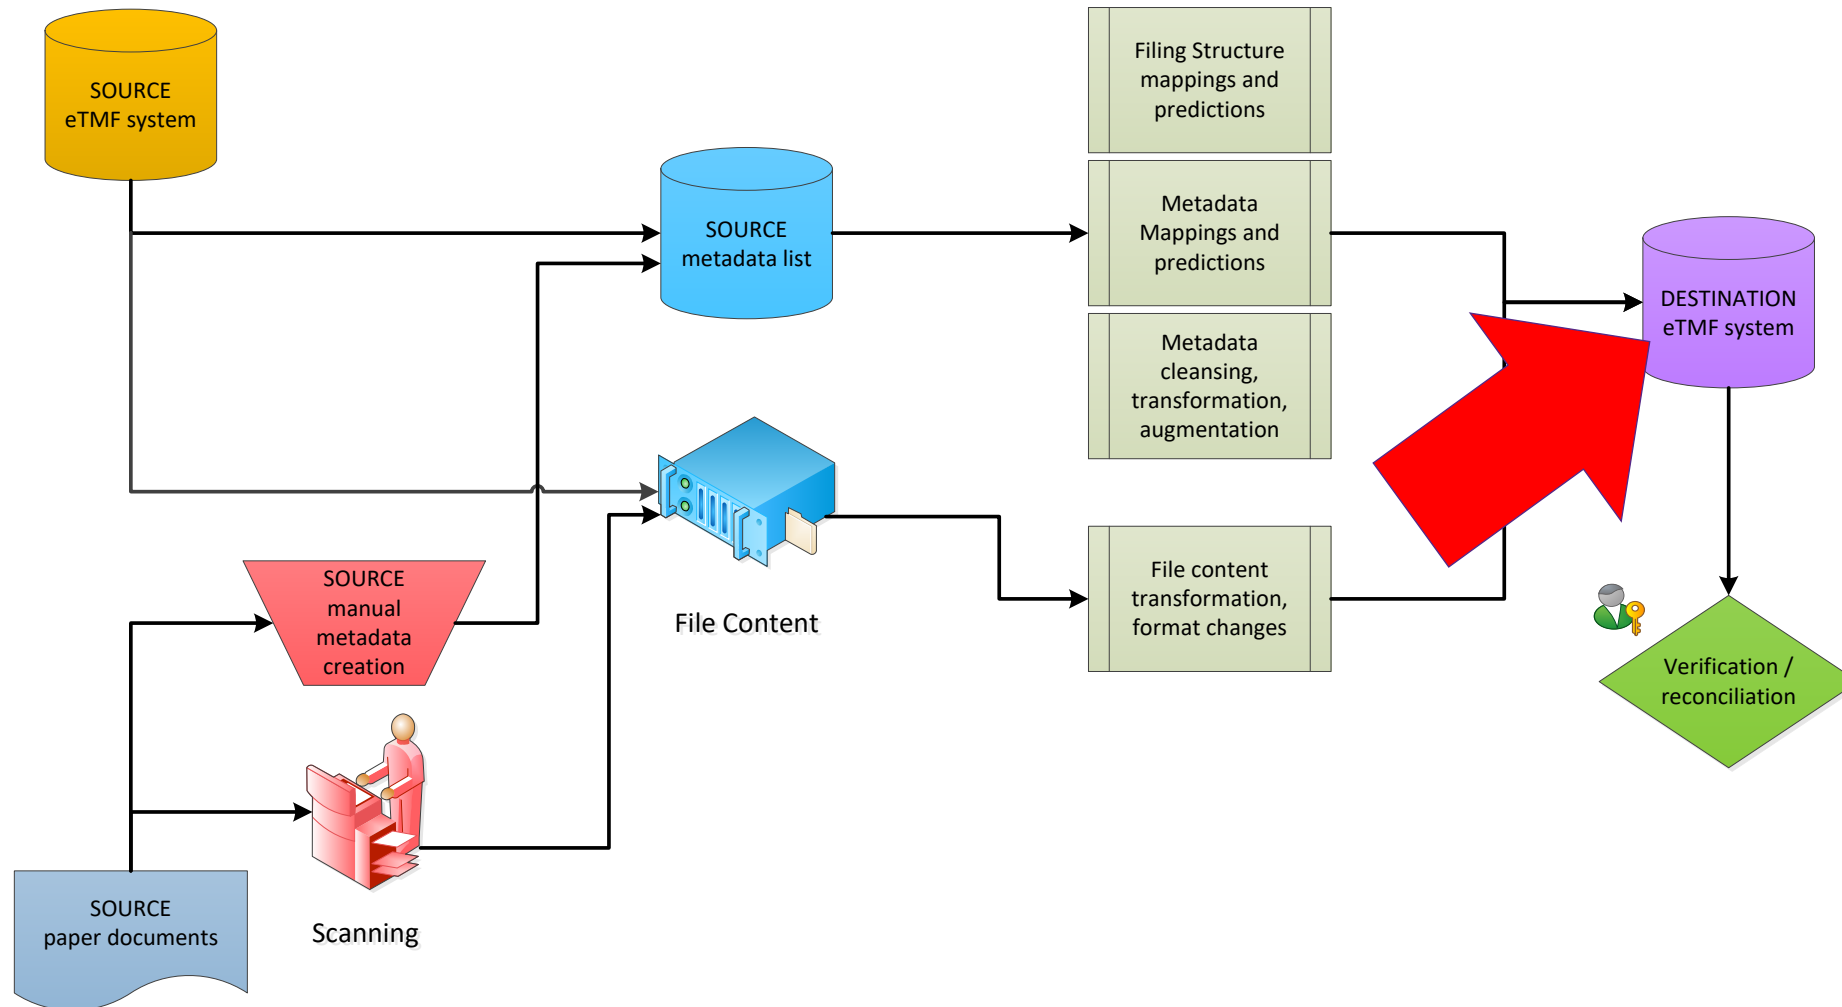 SOURCE
eTMF system
Filing Structure
mappings and
predictions
SOURCE
metadata list
Metadata
Mappings and
predictions
DESTINATION
eTMF system
Metadata
cleansing,
transformation,
augmentation
SOURCE
manual
metadata
creation
File Content
File content
transformation,
format changes
Verification /
reconciliation
SOURCE
paper documents
Scanning